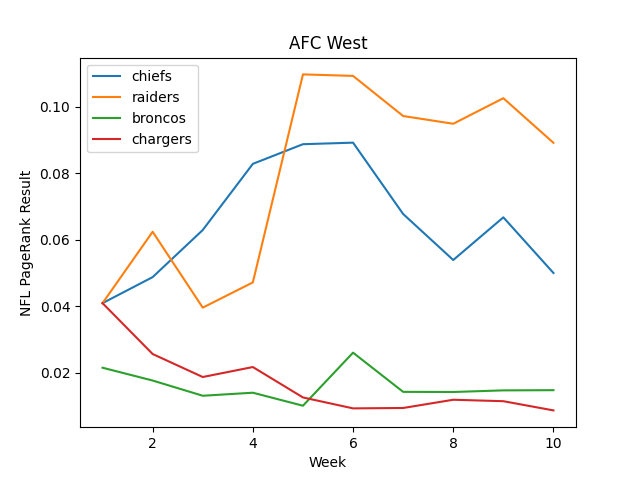 AFC West
chiefs
raiders
broncos
chargers
NFL PageRank Result
0.10
0.08
0.06
0.04
0.02
2 4 6 8 10
Week